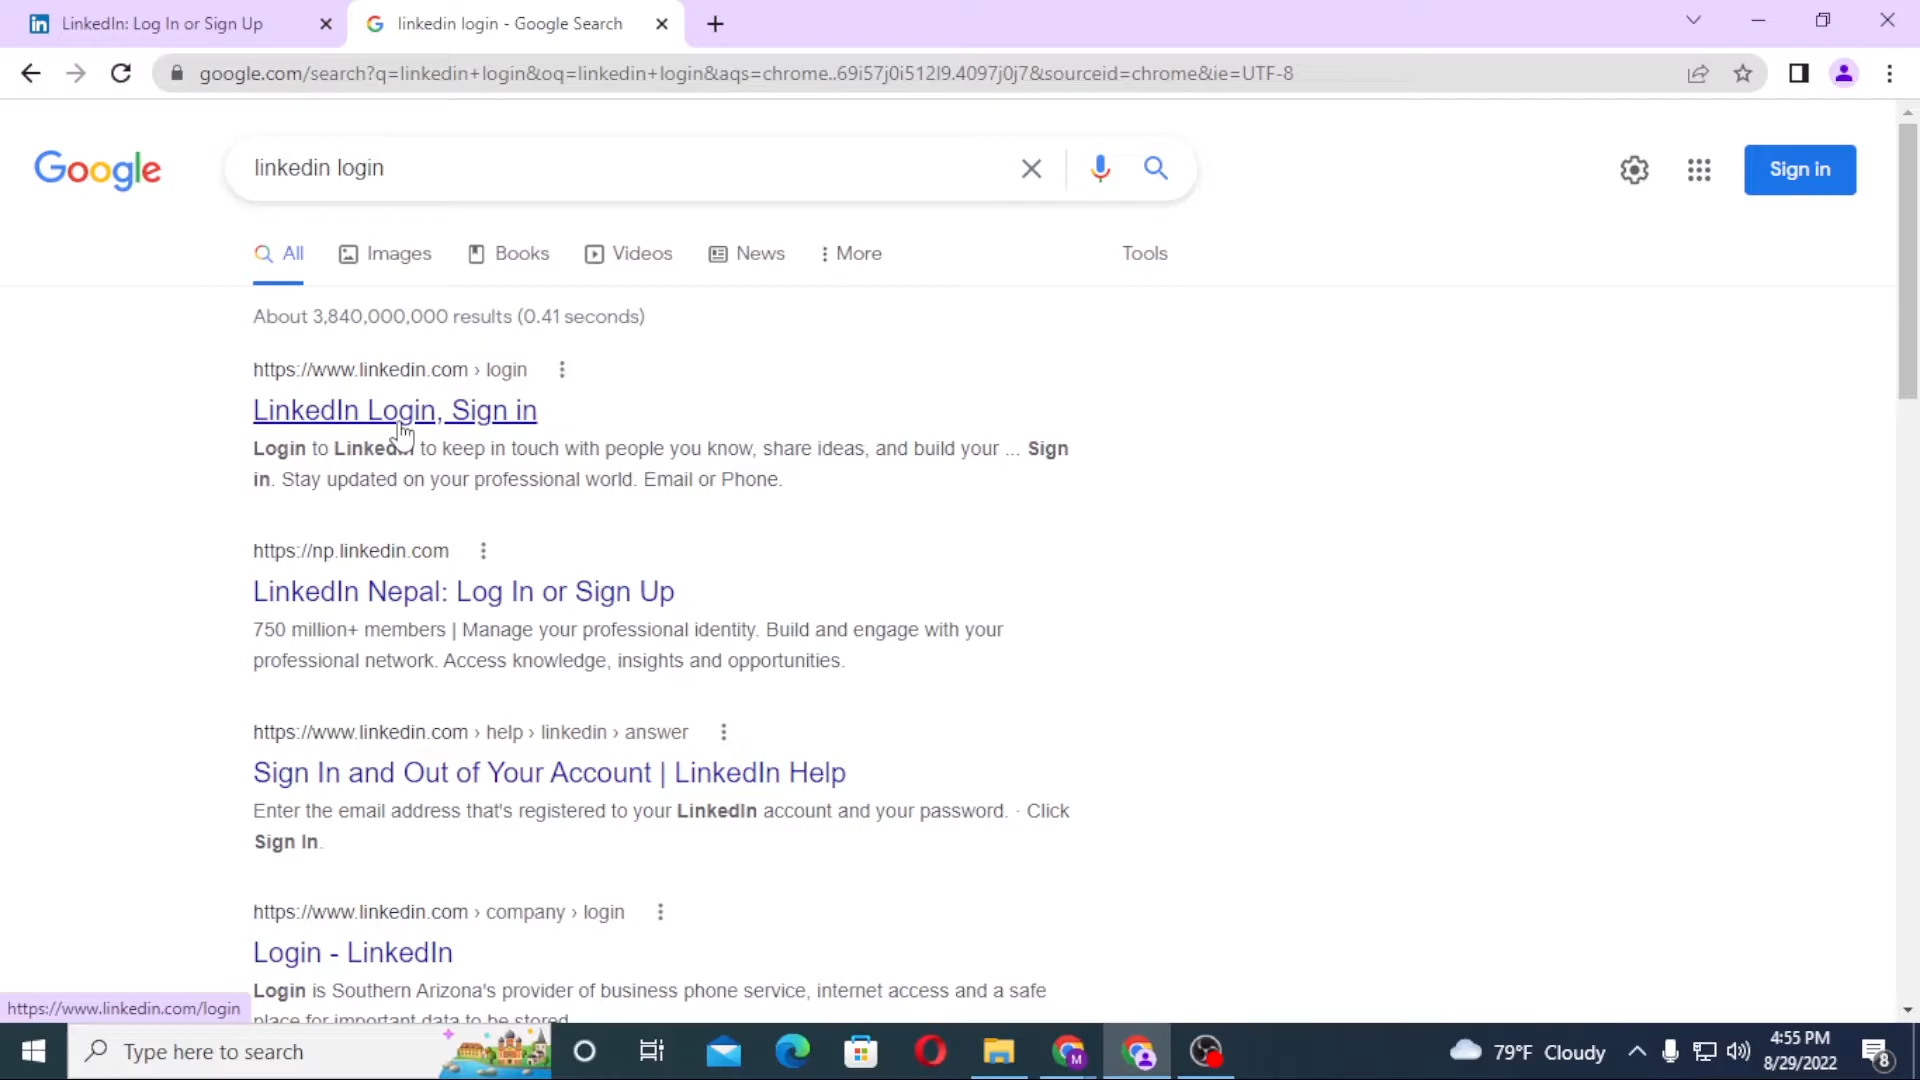 LinkedIn: Log In or Sign Up
linkedin login - Google Search
google.com/search?q=linkedin+login&oq=linkedin+login&aqs=chrome..69i57j0i512l9.4097j0j7&sourceid=chrome&ie=UTF-8
Google
linkedin login
Sign in
All
Images
Books
Videos
News
More
Tools
About 3,840,000,000 results (0.41 seconds)
https://www.linkedin.com › login
LinkedIn Login, Sign in
Login to LinkedIn to keep in touch with people you know, share ideas, and build your ... Sign
in. Stay updated on your professional world. Email or Phone.
https://np.linkedin.com
LinkedIn Nepal: Log In or Sign Up
750 million+ members | Manage your professional identity. Build and engage with your
professional network. Access knowledge, insights and opportunities.
https://www.linkedin.com › help › linkedin › answer
Sign In and Out of Your Account | LinkedIn Help
Enter the email address that's registered to your LinkedIn account and your password. · Click
Sign In.
https://www.linkedin.com › company › login
Login - LinkedIn
Login is Southern Arizona's provider of business phone service, internet access and a safe
place for important data to be stored
https://www.linkedin.com/login
Type here to search
79°F Cloudy
4:55 PM
8/29/2022
8